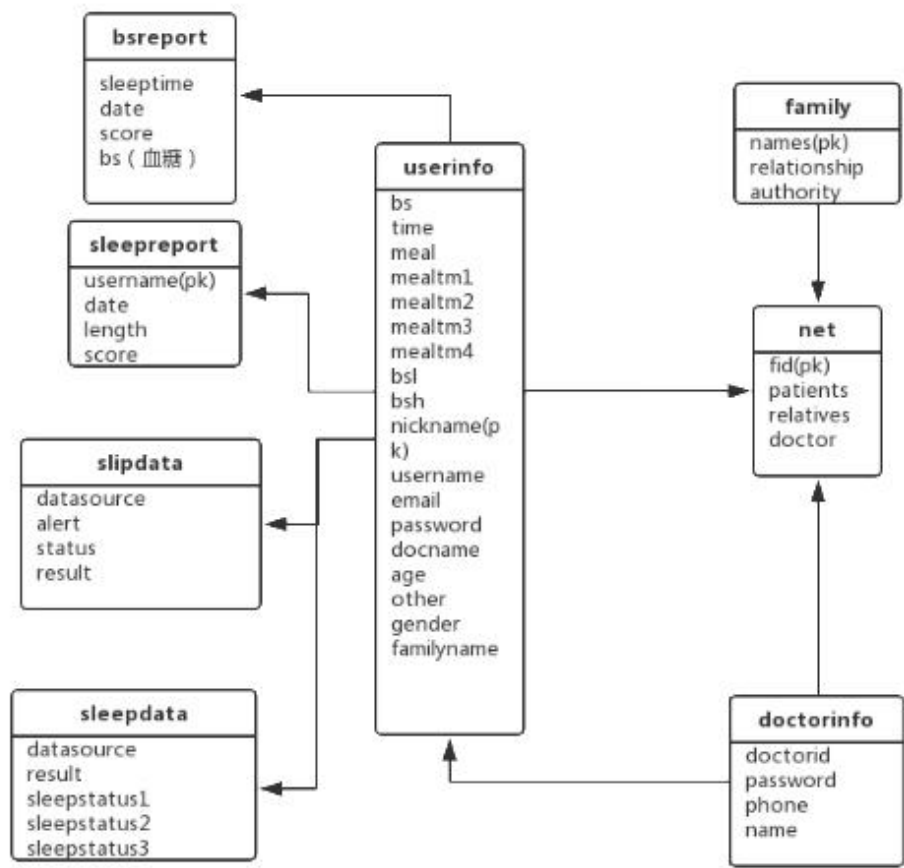 bsreport
sleeptime
date
score
bs（血糖）
sleepreport
username(pk)
date
length
score
slipdata
datasource
alert
status
result
sleepdata
datasource
result
sleepstatus1
sleepstatus2
sleepstatus3
userinfo
bs
time
meal
mealtm1
mealtm2
mealtm3
mealtm4
bsl
bsh
nickname(p
k)
username
email
password
docname
age
other
gender
familyname
family
names(pk)
relationship
authority
net
fid(pk)
patients
relatives
doctor
doctorinfo
doctorid
password
phone
name